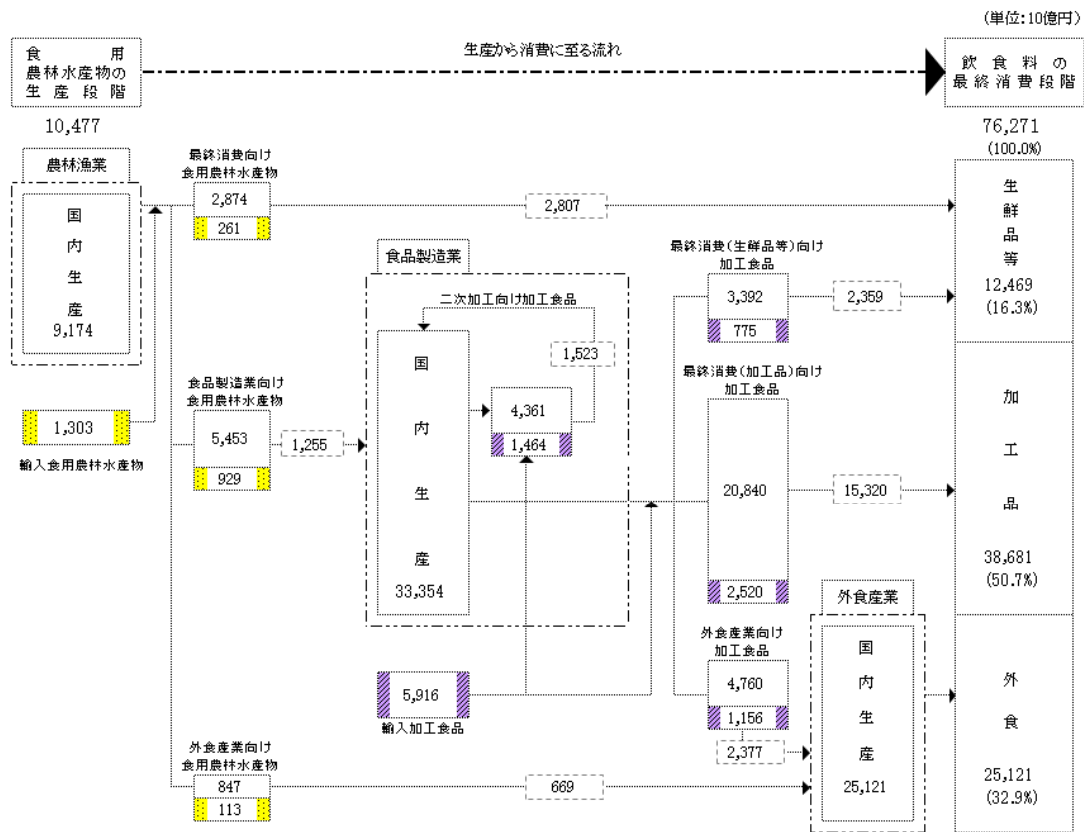 (単位:10億円)
生産から消費に至る流れ
食用
農林水産物の
生産段階
飲食料の
最終消費段階
10,477
76,271
(100.0%)
農林漁業
国内生産
9,174
1,303
輸入食用農林水産物
最終消費向け
食用農林水産物
2,874
261
2,807
食品製造業向け
食用農林水産物
5,453
929
1,255
外食産業向け
食用農林水産物
847
113
669
食品製造業
二次加工向け加工食品
国内生産
33,354
1,523
4,361
1,464
5,916
輸入加工食品
最終消費(生鮮品等)向け
加工食品
3,392
775
2,359
最終消費(加工品)向け
加工食品
20,840
2,520
15,320
外食産業向け
加工食品
4,760
1,156
2,377
外食産業
国内生産
25,121
生鮮品等
12,469
(16.3%)
加工品
38,681
(50.7%)
外食
25,121
(32.9%)